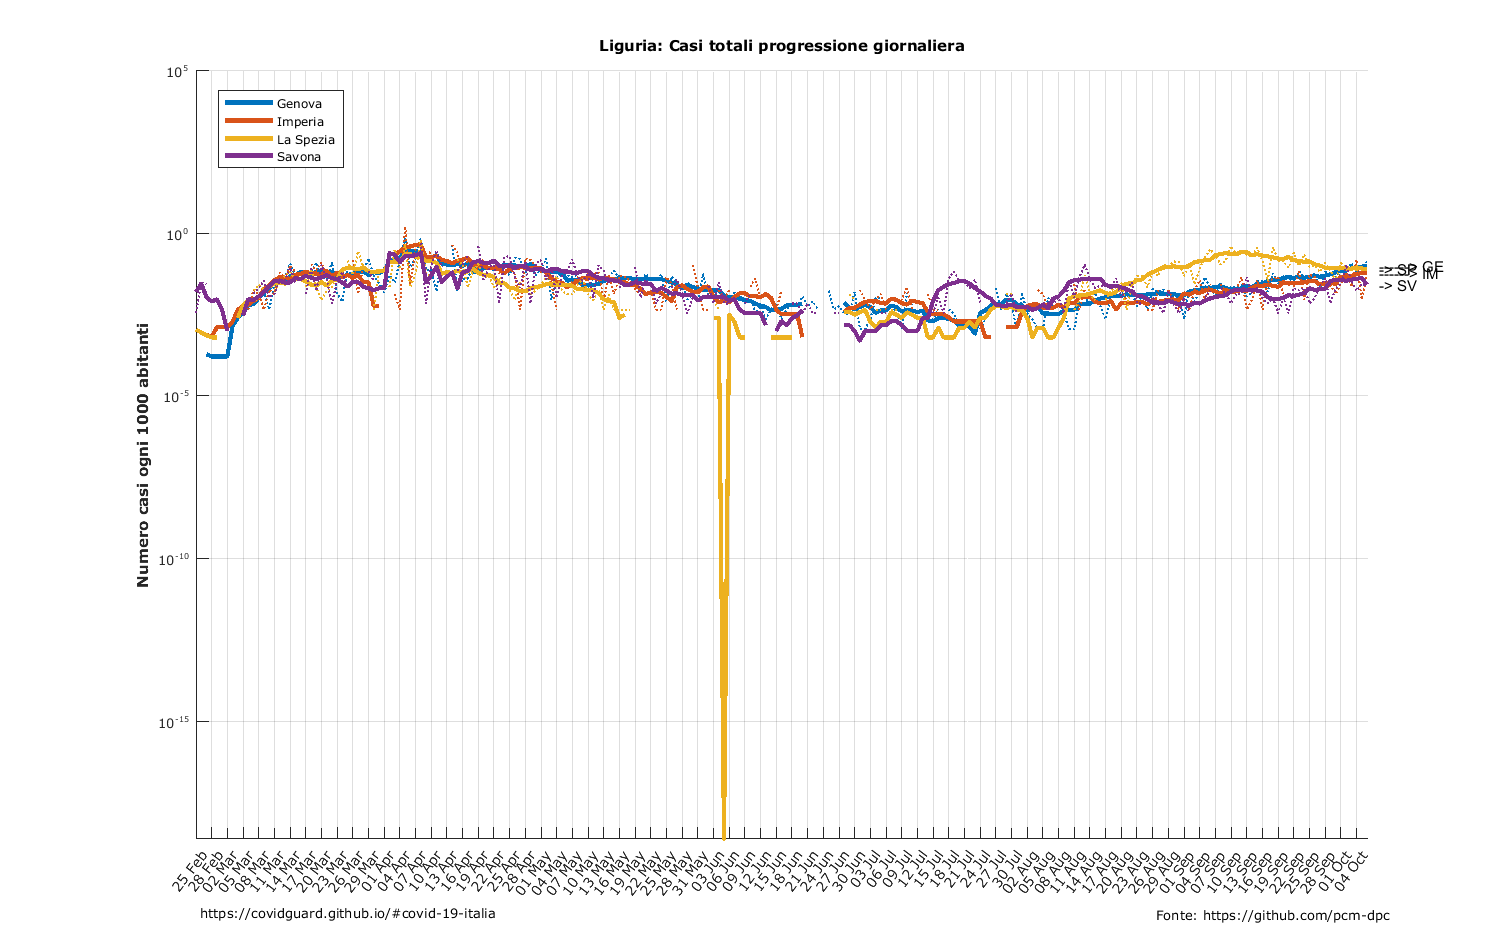 Liguria: Casi totali progressione giornaliera
10^5
10^0
10^-5
10^-10
10^-15
Numero casi ogni 1000 abitanti
Genova
Imperia
La Spezia
Savona
-> GE
-> SP
-> IM
-> SV
25 Feb
28 Feb
02 Mar
05 Mar
08 Mar
11 Mar
14 Mar
17 Mar
20 Mar
23 Mar
26 Mar
29 Mar
01 Apr
04 Apr
07 Apr
10 Apr
13 Apr
16 Apr
19 Apr
22 Apr
25 Apr
28 Apr
01 May
04 May
07 May
10 May
13 May
16 May
19 May
22 May
25 May
28 May
31 May
03 Jun
06 Jun
09 Jun
12 Jun
15 Jun
18 Jun
21 Jun
24 Jun
27 Jun
30 Jun
03 Jul
06 Jul
09 Jul
12 Jul
15 Jul
18 Jul
21 Jul
24 Jul
27 Jul
30 Jul
02 Aug
05 Aug
08 Aug
11 Aug
14 Aug
17 Aug
20 Aug
23 Aug
26 Aug
29 Aug
01 Sep
04 Sep
07 Sep
10 Sep
13 Sep
16 Sep
19 Sep
22 Sep
25 Sep
28 Sep
01 Oct
04 Oct
https://covidguard.github.io/#covid-19-italia
Fonte: https://github.com/pcm-dpc